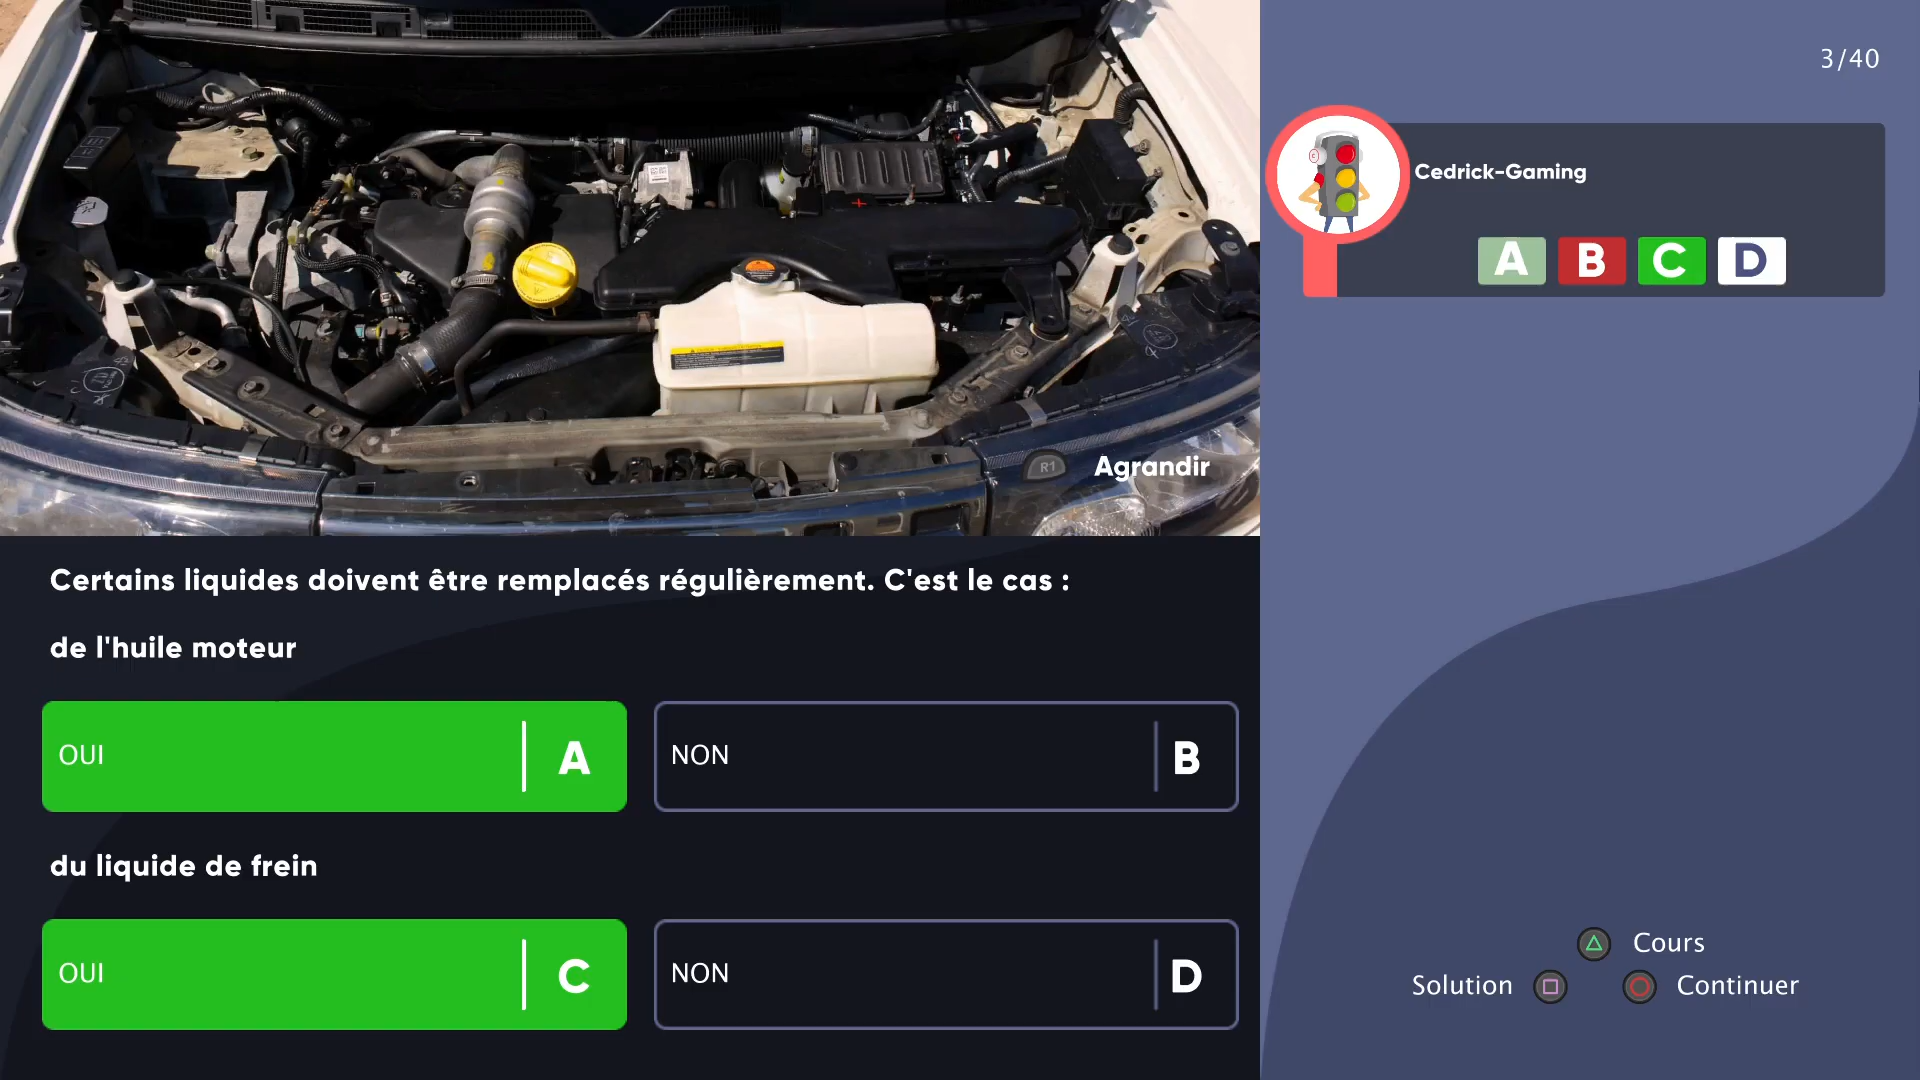 3/40
Cedrick-Gaming
A B C D
R1 Agrandir
Certains liquides doivent être remplacés régulièrement. C'est le cas :
de l'huile moteur
OUI A
NON B
du liquide de frein
OUI C
NON D
Cours
Solution
Continuer